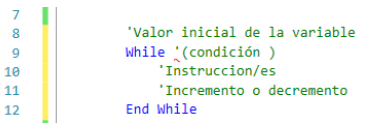 7
8 'Valor inicial de la variable
9 While '(condición )
10 'Instruccion/es
11 'Incremento o decremento
12 End While